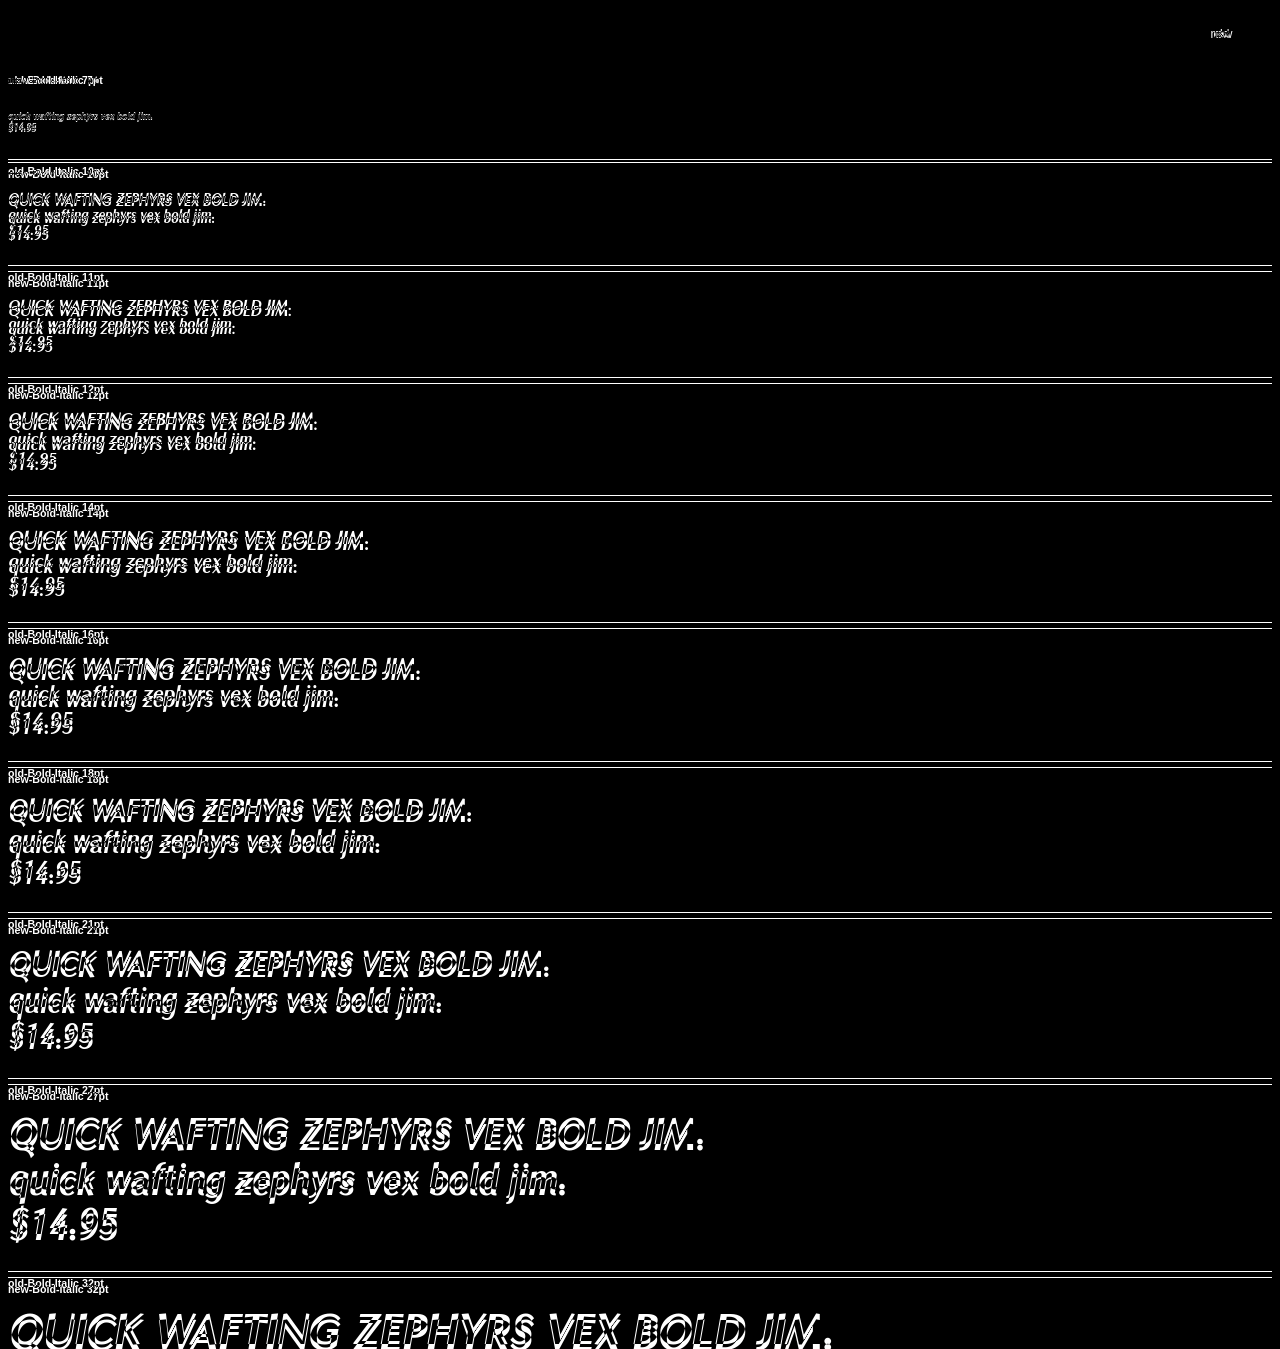 quick wafting zephyrs vex bold jim.
$14.95
old-Bold-Italic 10pt
new-Bold-Italic 10pt
QUICK WAFTING ZEPHYRS VEX BOLD JIM.
quick wafting zephyrs vex bold jim.
$14.95
old-Bold-Italic 11pt
new-Bold-Italic 11pt
QUICK WAFTING ZEPHYRS VEX BOLD JIM.
quick wafting zephyrs vex bold jim.
$14.95
old-Bold-Italic 12pt
new-Bold-Italic 12pt
QUICK WAFTING ZEPHYRS VEX BOLD JIM.
quick wafting zephyrs vex bold jim.
$14.95
old-Bold-Italic 14pt
new-Bold-Italic 14pt
QUICK WAFTING ZEPHYRS VEX BOLD JIM.
quick wafting zephyrs vex bold jim.
$14.95
old-Bold-Italic 16pt
new-Bold-Italic 16pt
QUICK WAFTING ZEPHYRS VEX BOLD JIM.
quick wafting zephyrs vex bold jim.
$14.95
old-Bold-Italic 18pt
new-Bold-Italic 18pt
QUICK WAFTING ZEPHYRS VEX BOLD JIM.
quick wafting zephyrs vex bold jim.
$14.95
old-Bold-Italic 21pt
new-Bold-Italic 21pt
QUICK WAFTING ZEPHYRS VEX BOLD JIM.
quick wafting zephyrs vex bold jim.
$14.95
old-Bold-Italic 27pt
new-Bold-Italic 27pt
QUICK WAFTING ZEPHYRS VEX BOLD JIM.
quick wafting zephyrs vex bold jim.
$14.95
old-Bold-Italic 32pt
new-Bold-Italic 32pt
QUICK WAFTING ZEPHYRS VEX BOLD JIM.